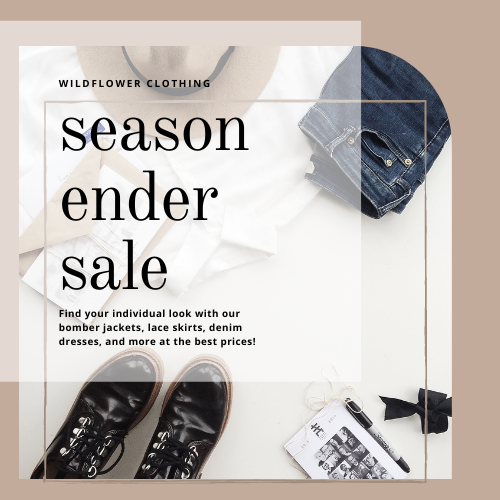 WILDFLOWER CLOTHING
season
ender
sale
Find your individual look with our
bomber jackets, lace skirts, denim
dresses, and more at the best prices!